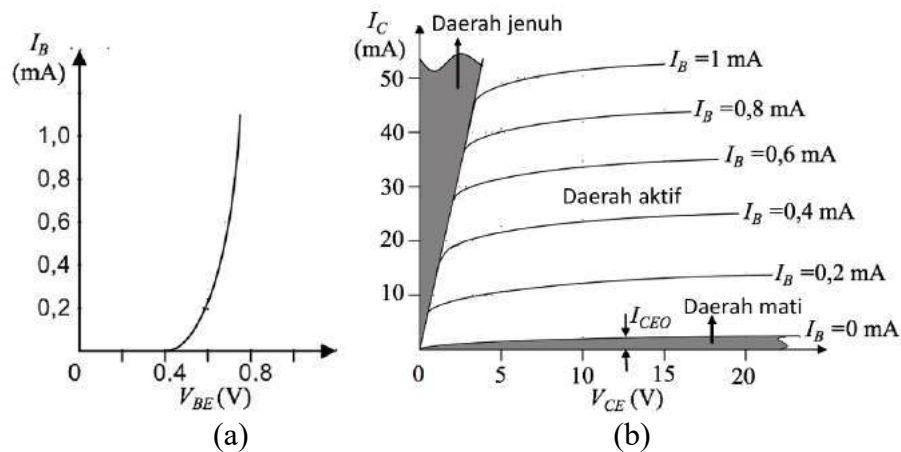 I_B
(mA)
1,0
0,8
0,6
0,4
0,2
0
0.4
0.8
V_BE (V)
(a)
I_C
(mA)
Daerah jenuh
50
40
30
20
10
I_B =1 mA
I_B =0,8 mA
I_B =0,6 mA
Daerah aktif
I_B =0,4 mA
I_B =0,2 mA
Daerah mati
I_CEO
I_B =0 mA
0
5
10
15
20
V_CE (V)
(b)